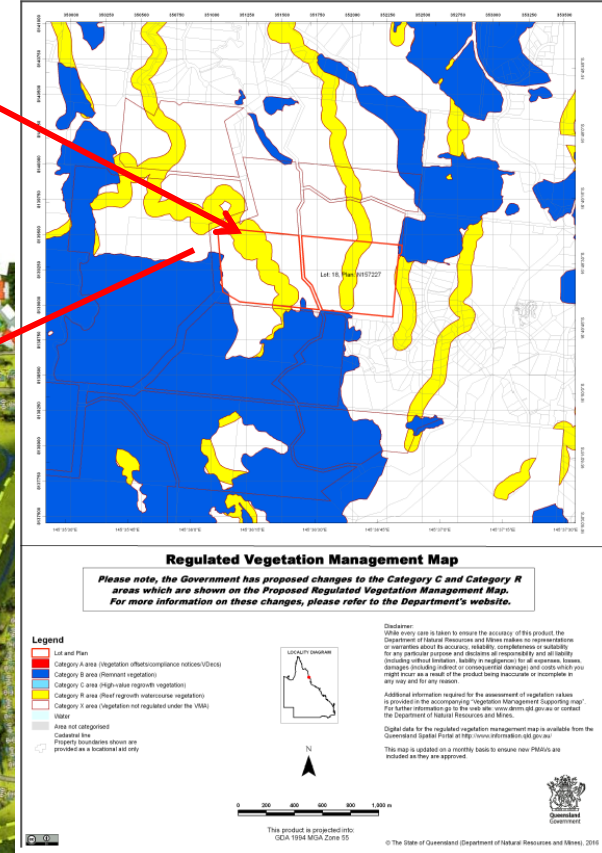 Lot: 18, Plan: N157227
Regulated Vegetation Management Map
Please note, the Government has proposed changes to the Category C and Category R
areas which are shown on the Proposed Regulated Vegetation Management Map.
For more information on these changes, please refer to the Department's website.
Legend
Lot and Plan
Category A area (Vegetation offsets/compliance notices/VDecs)
Category B area (Remnant vegetation)
Category C area (High-value regrowth vegetation)
Category R area (Reef regrowth watercourse vegetation)
Category X area (Vegetation not regulated under the VMA)
Water
Area not categorised
Cadastral line
Property boundaries shown are
provided as a locational aid only
LOCALITY DIAGRAM
N
0 200 400 600 800 1,000 m
This product is projected into:
GDA 1994 MGA Zone 55
Disclaimer:
While every care is taken to ensure the accuracy of this product, the
Department of Natural Resources and Mines makes no representations
or warranties about its accuracy, reliability, completeness or suitability
for any particular purpose and disclaims all responsibility and all liability
(including without limitation, liability in negligence) for all expenses, losses,
damages (including indirect or consequential damage) and costs which you
might incur as a result of the product being inaccurate or incomplete in
any way and for any reason.
Additional information required for the assessment of vegetation values
is provided in the accompanying "Vegetation Management Supporting map".
For further information go to the web site: www.dnrm.qld.gov.au or contact
the Department of Natural Resources and Mines.
Digital data for the regulated vegetation management map is available from the
Queensland Spatial Portal at http://www.information.qld.gov.au/
This map is updated on a monthly basis to ensure new PMAVs are
included as they are approved.
Queensland
Government
© The State of Queensland (Department of Natural Resources and Mines), 2016